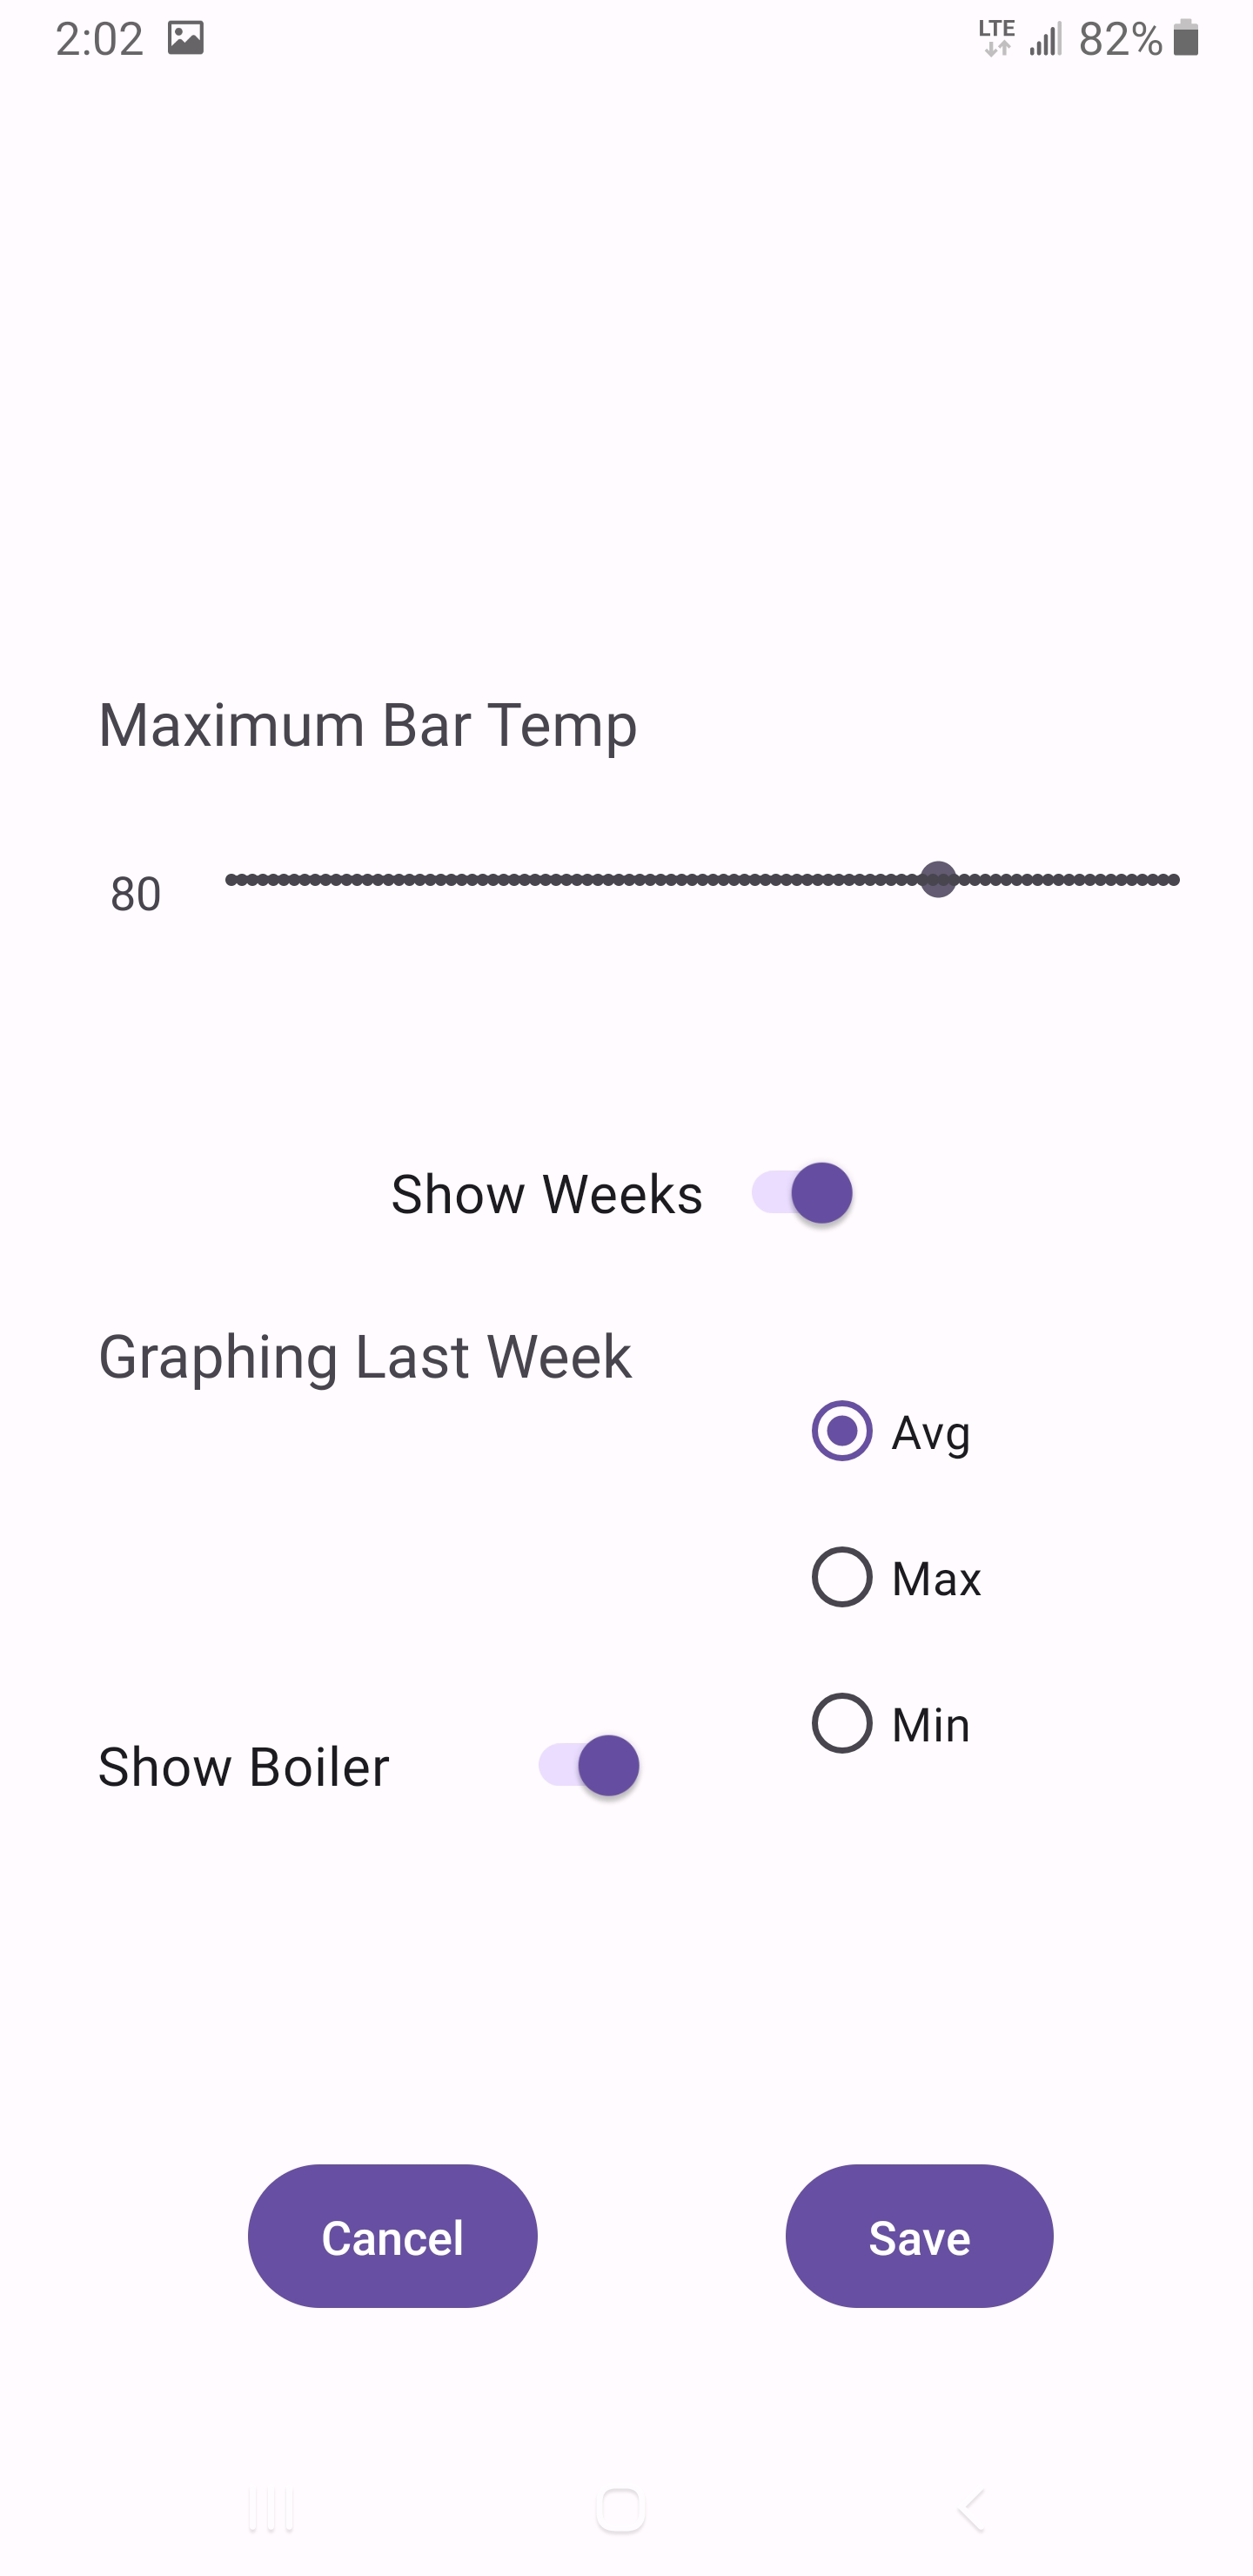 2:02 LTE 82%
Maximum Bar Temp
80
Show Weeks
Graphing Last Week
Avg
Max
Min
Show Boiler
Cancel Save